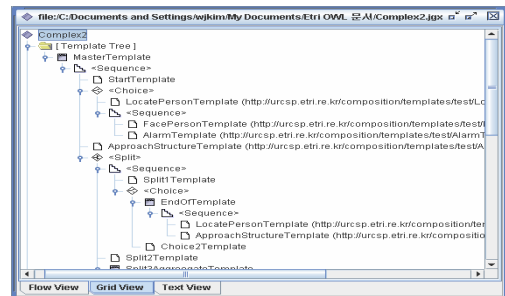 file:/C:/Documents and Settings/wjkim/My Documents/Etri OWL 문서/Complex2.jgx
Complex2
[ Template Tree ]
MasterTemplate
<Sequence>
StartTemplate
<Choice>
LocatePersonTemplate (http://urcsp.etri.re.kr/composition/templates/test/Lo
<Sequence>
FacePersonTemplate (http://urcsp.etri.re.kr/composition/templates/test/
AlarmTemplate (http://urcsp.etri.re.kr/composition/templates/test/AlarmT
ApproachStructureTemplate (http://urcsp.etri.re.kr/composition/templates/test/A
<Split>
<Sequence>
Split1Template
<Choice>
EndOfTemplate
<Sequence>
LocatePersonTemplate (http://urcsp.etri.re.kr/composition/ter
ApproachStructureTemplate (http://urcsp.etri.re.kr/compositio
Choice2Template
Split2Template
Split3AggregateTemplate
Flow View Grid View Text View